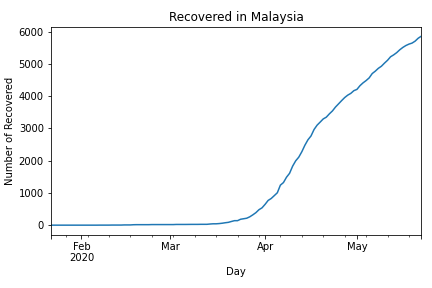 Recovered in Malaysia
Number of Recovered
6000
5000
4000
3000
2000
1000
0
Feb
2020
Mar
Apr
May
Day